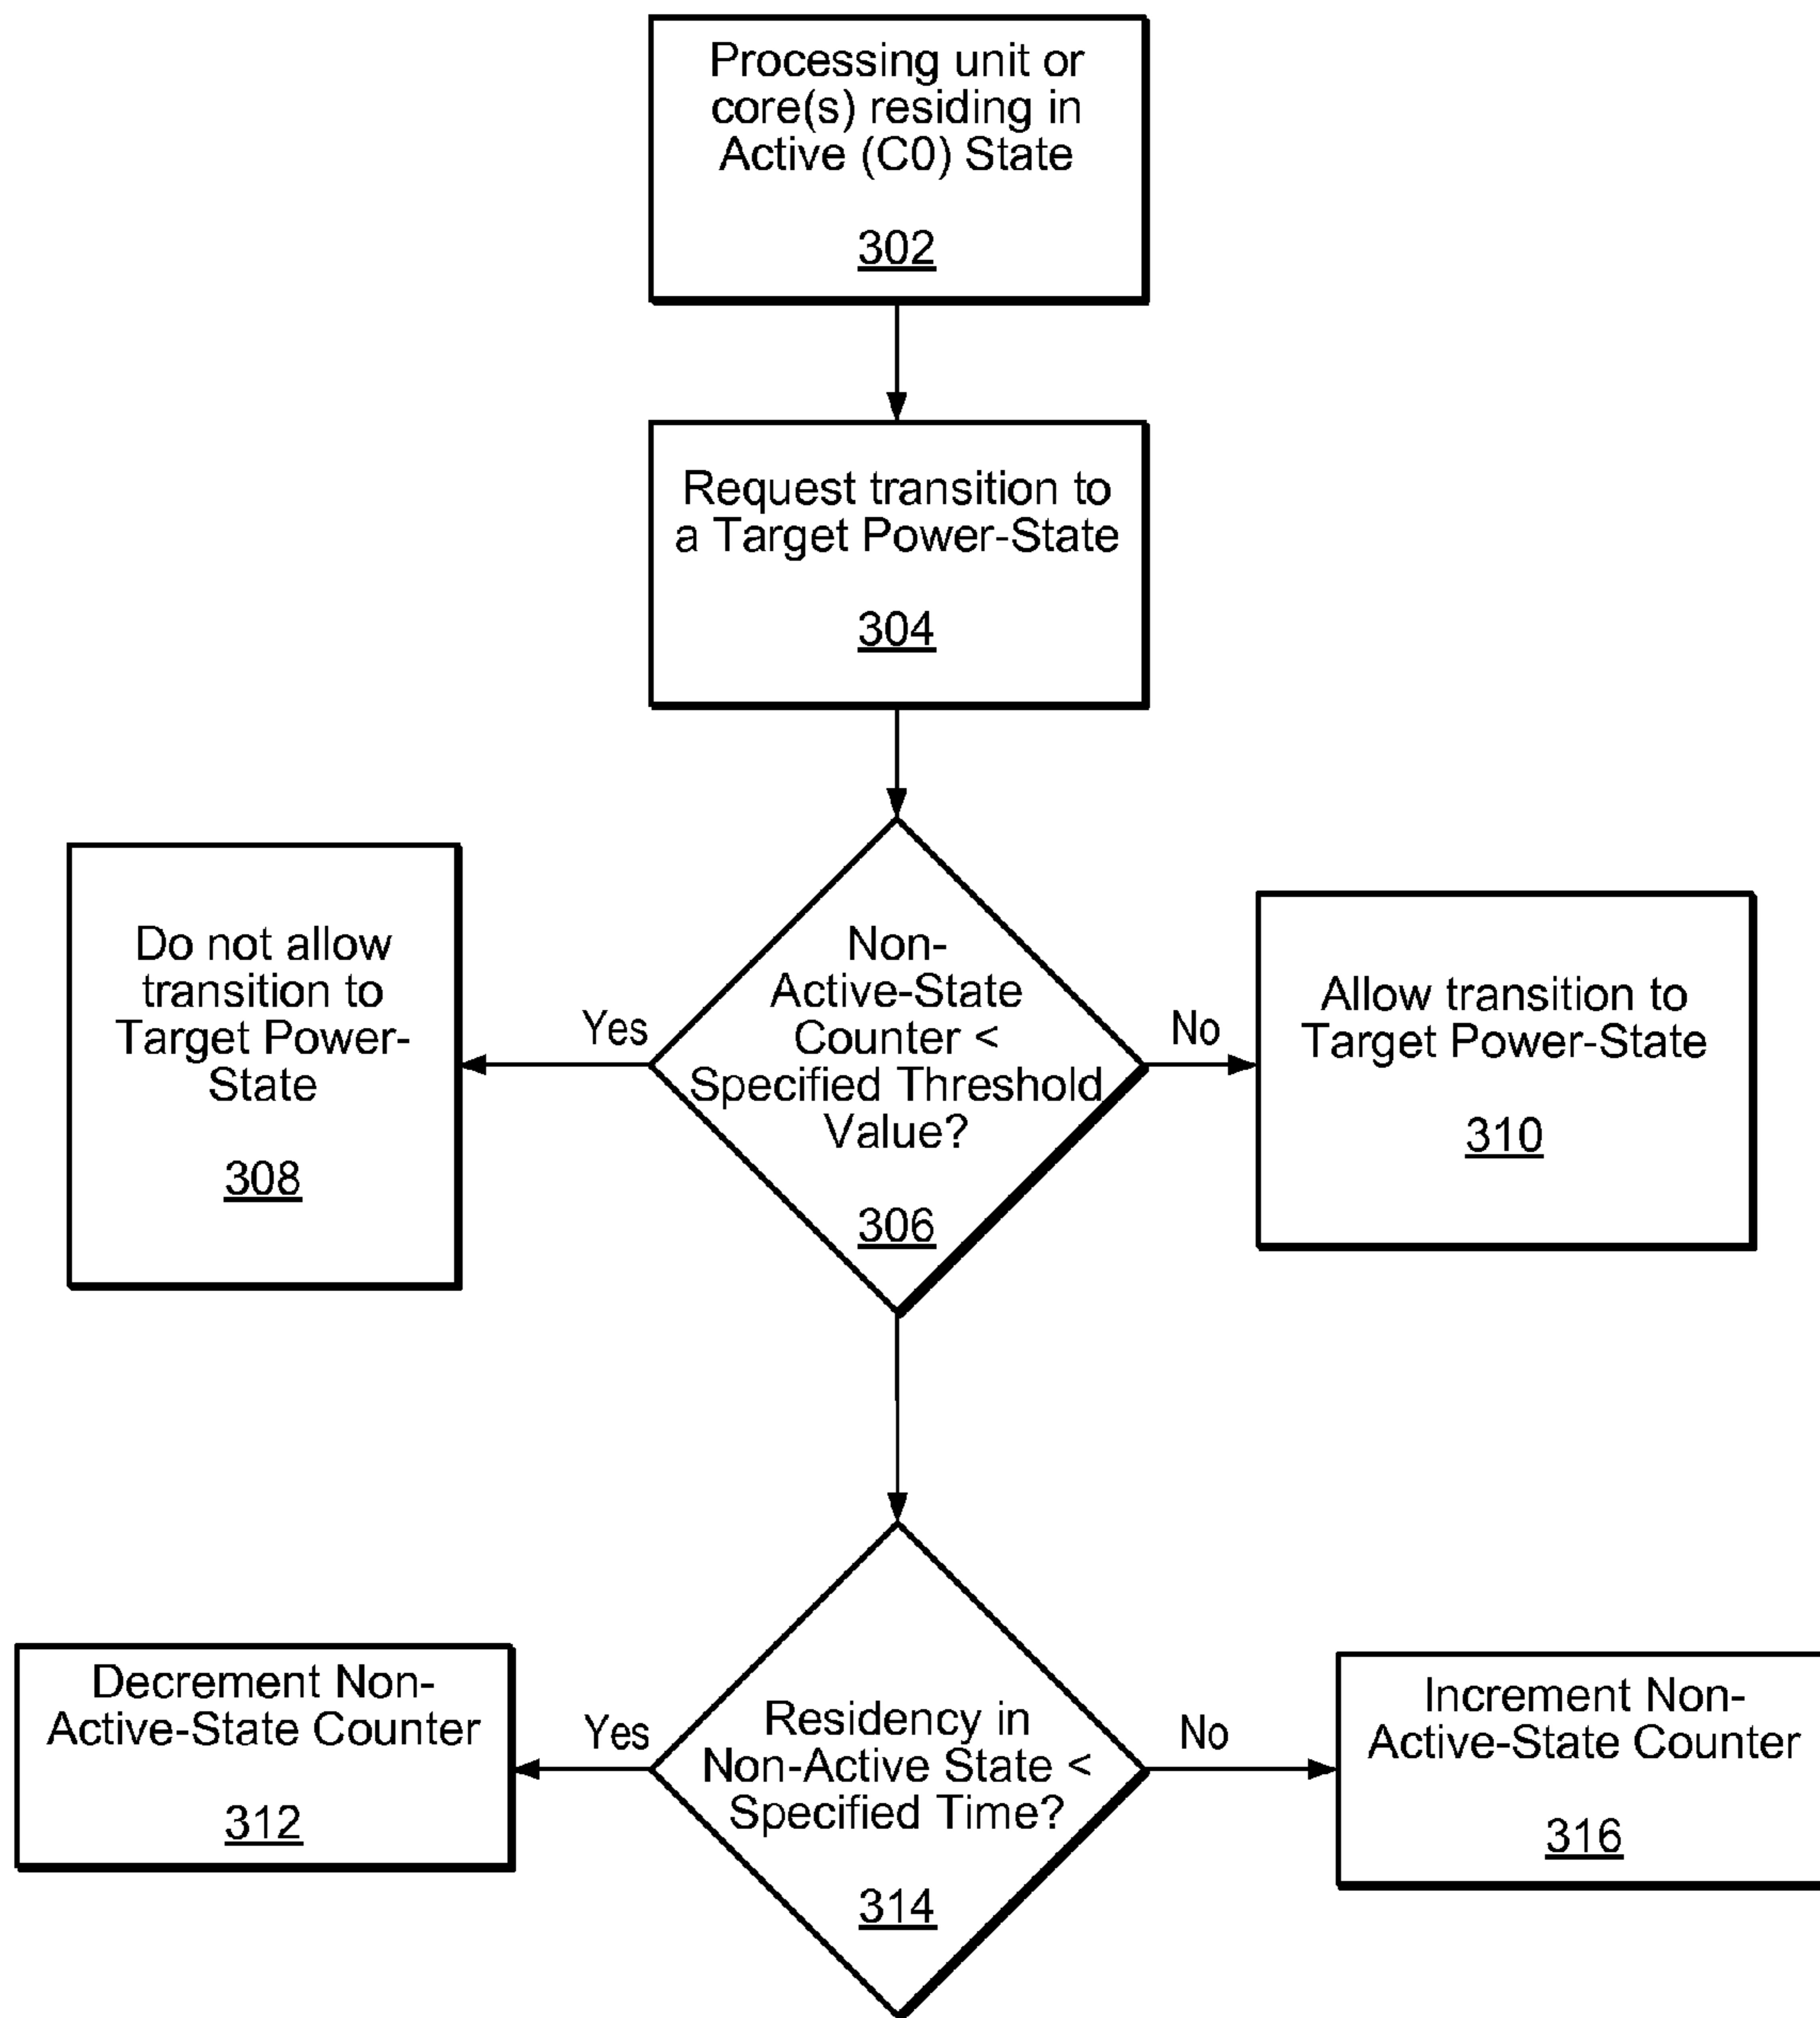 Processing unit or
core(s) residing in
Active (C0) State
302
Request transition to
a Target Power-State
304
Do not allow
transition to
Target Power-
State
308
Yes
Non-
Active-State
Counter <
Specified Threshold
Value?
306
No
Allow transition to
Target Power-State
310
Decrement Non-
Active-State Counter
312
Yes
Residency in
Non-Active State <
Specified Time?
314
No
Increment Non-
Active-State Counter
316